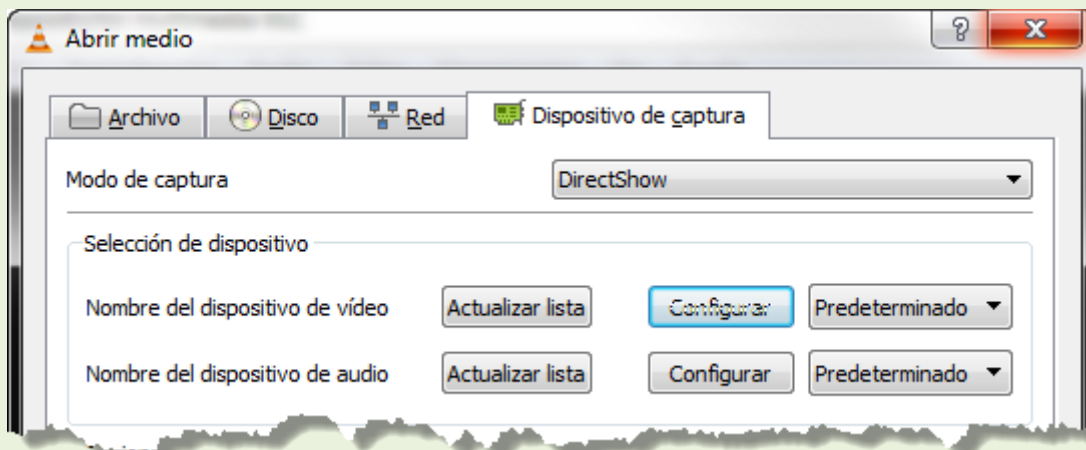 Abrir medio
Archivo Disco Red Dispositivo de captura
Modo de captura DirectShow
Selección de dispositivo
Nombre del dispositivo de vídeo Actualizar lista Configurar Predeterminado
Nombre del dispositivo de audio Actualizar lista Configurar Predeterminado